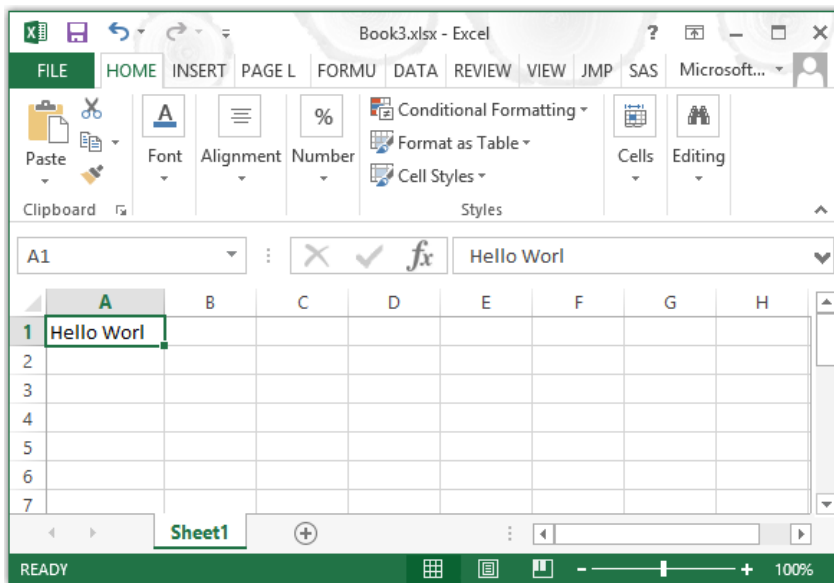 Book3.xlsx - Excel
FILE HOME INSERT PAGE L FORMU DATA REVIEW VIEW JMP SAS Microsoft...
Paste Font Alignment Number Conditional Formatting Cells Editing
Format as Table
Cell Styles
Clipboard Styles
A1 fx Hello Worl
A B C D E F G H
1 Hello Worl
2
3
4
5
6
7
Sheet1
READY 100%